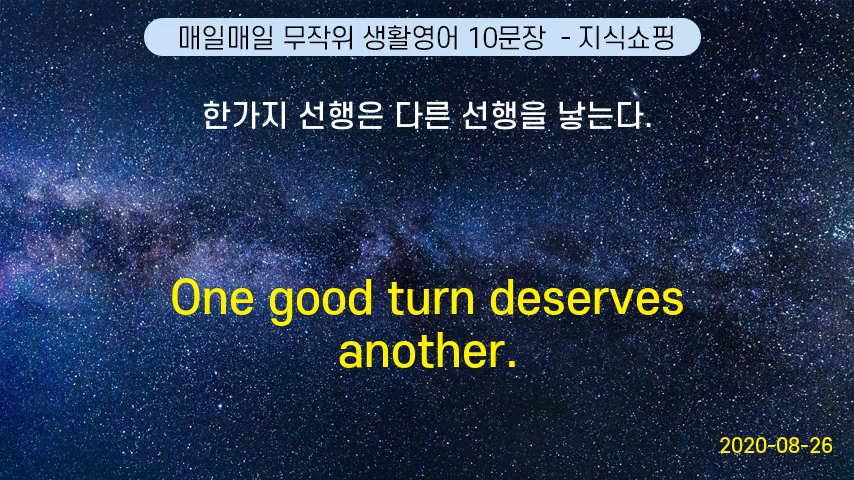 매일매일 무작위 생활영어 10문장 - 지식쇼핑
한가지 선행은 다른 선행을 낳는다.
One good turn deserves
another.
2020-08-26